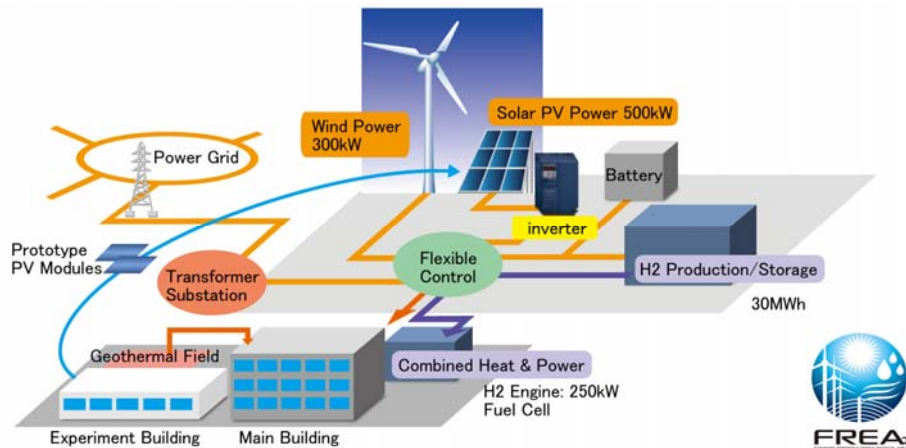 Solar PV Power 500kW
Wind Power
300kW
Power Grid
Battery
inverter
Prototype
PV Modules
Flexible
Control
Transformer
Substation
H2 Production/Storage
30MWh
Geothermal Field
Combined Heat & Power
H2 Engine: 250kW
Fuel Cell
Experiment Building
Main Building
FREA